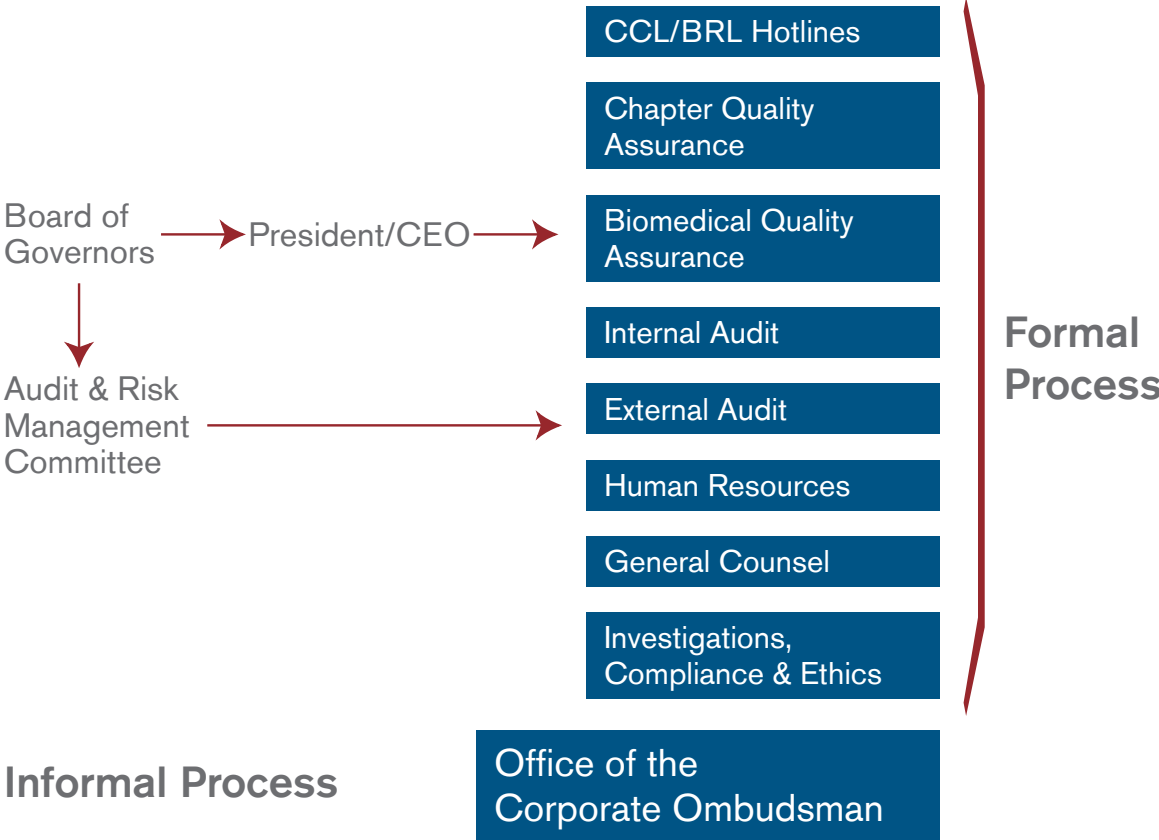 Board of
Governors
President/CEO
Audit & Risk
Management
Committee
CCL/BRL Hotlines
Chapter Quality
Assurance
Biomedical Quality
Assurance
Internal Audit
External Audit
Human Resources
General Counsel
Investigations,
Compliance & Ethics
Formal
Process
Informal Process
Office of the
Corporate Ombudsman